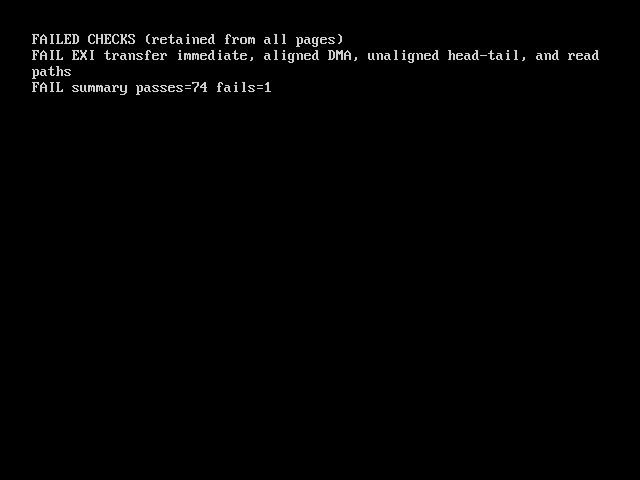 FAILED CHECKS (retained from all pages)
FAIL EXI transfer immediate, aligned DMA, unaligned head-tail, and read
paths
FAIL summary passes=74 fails=1